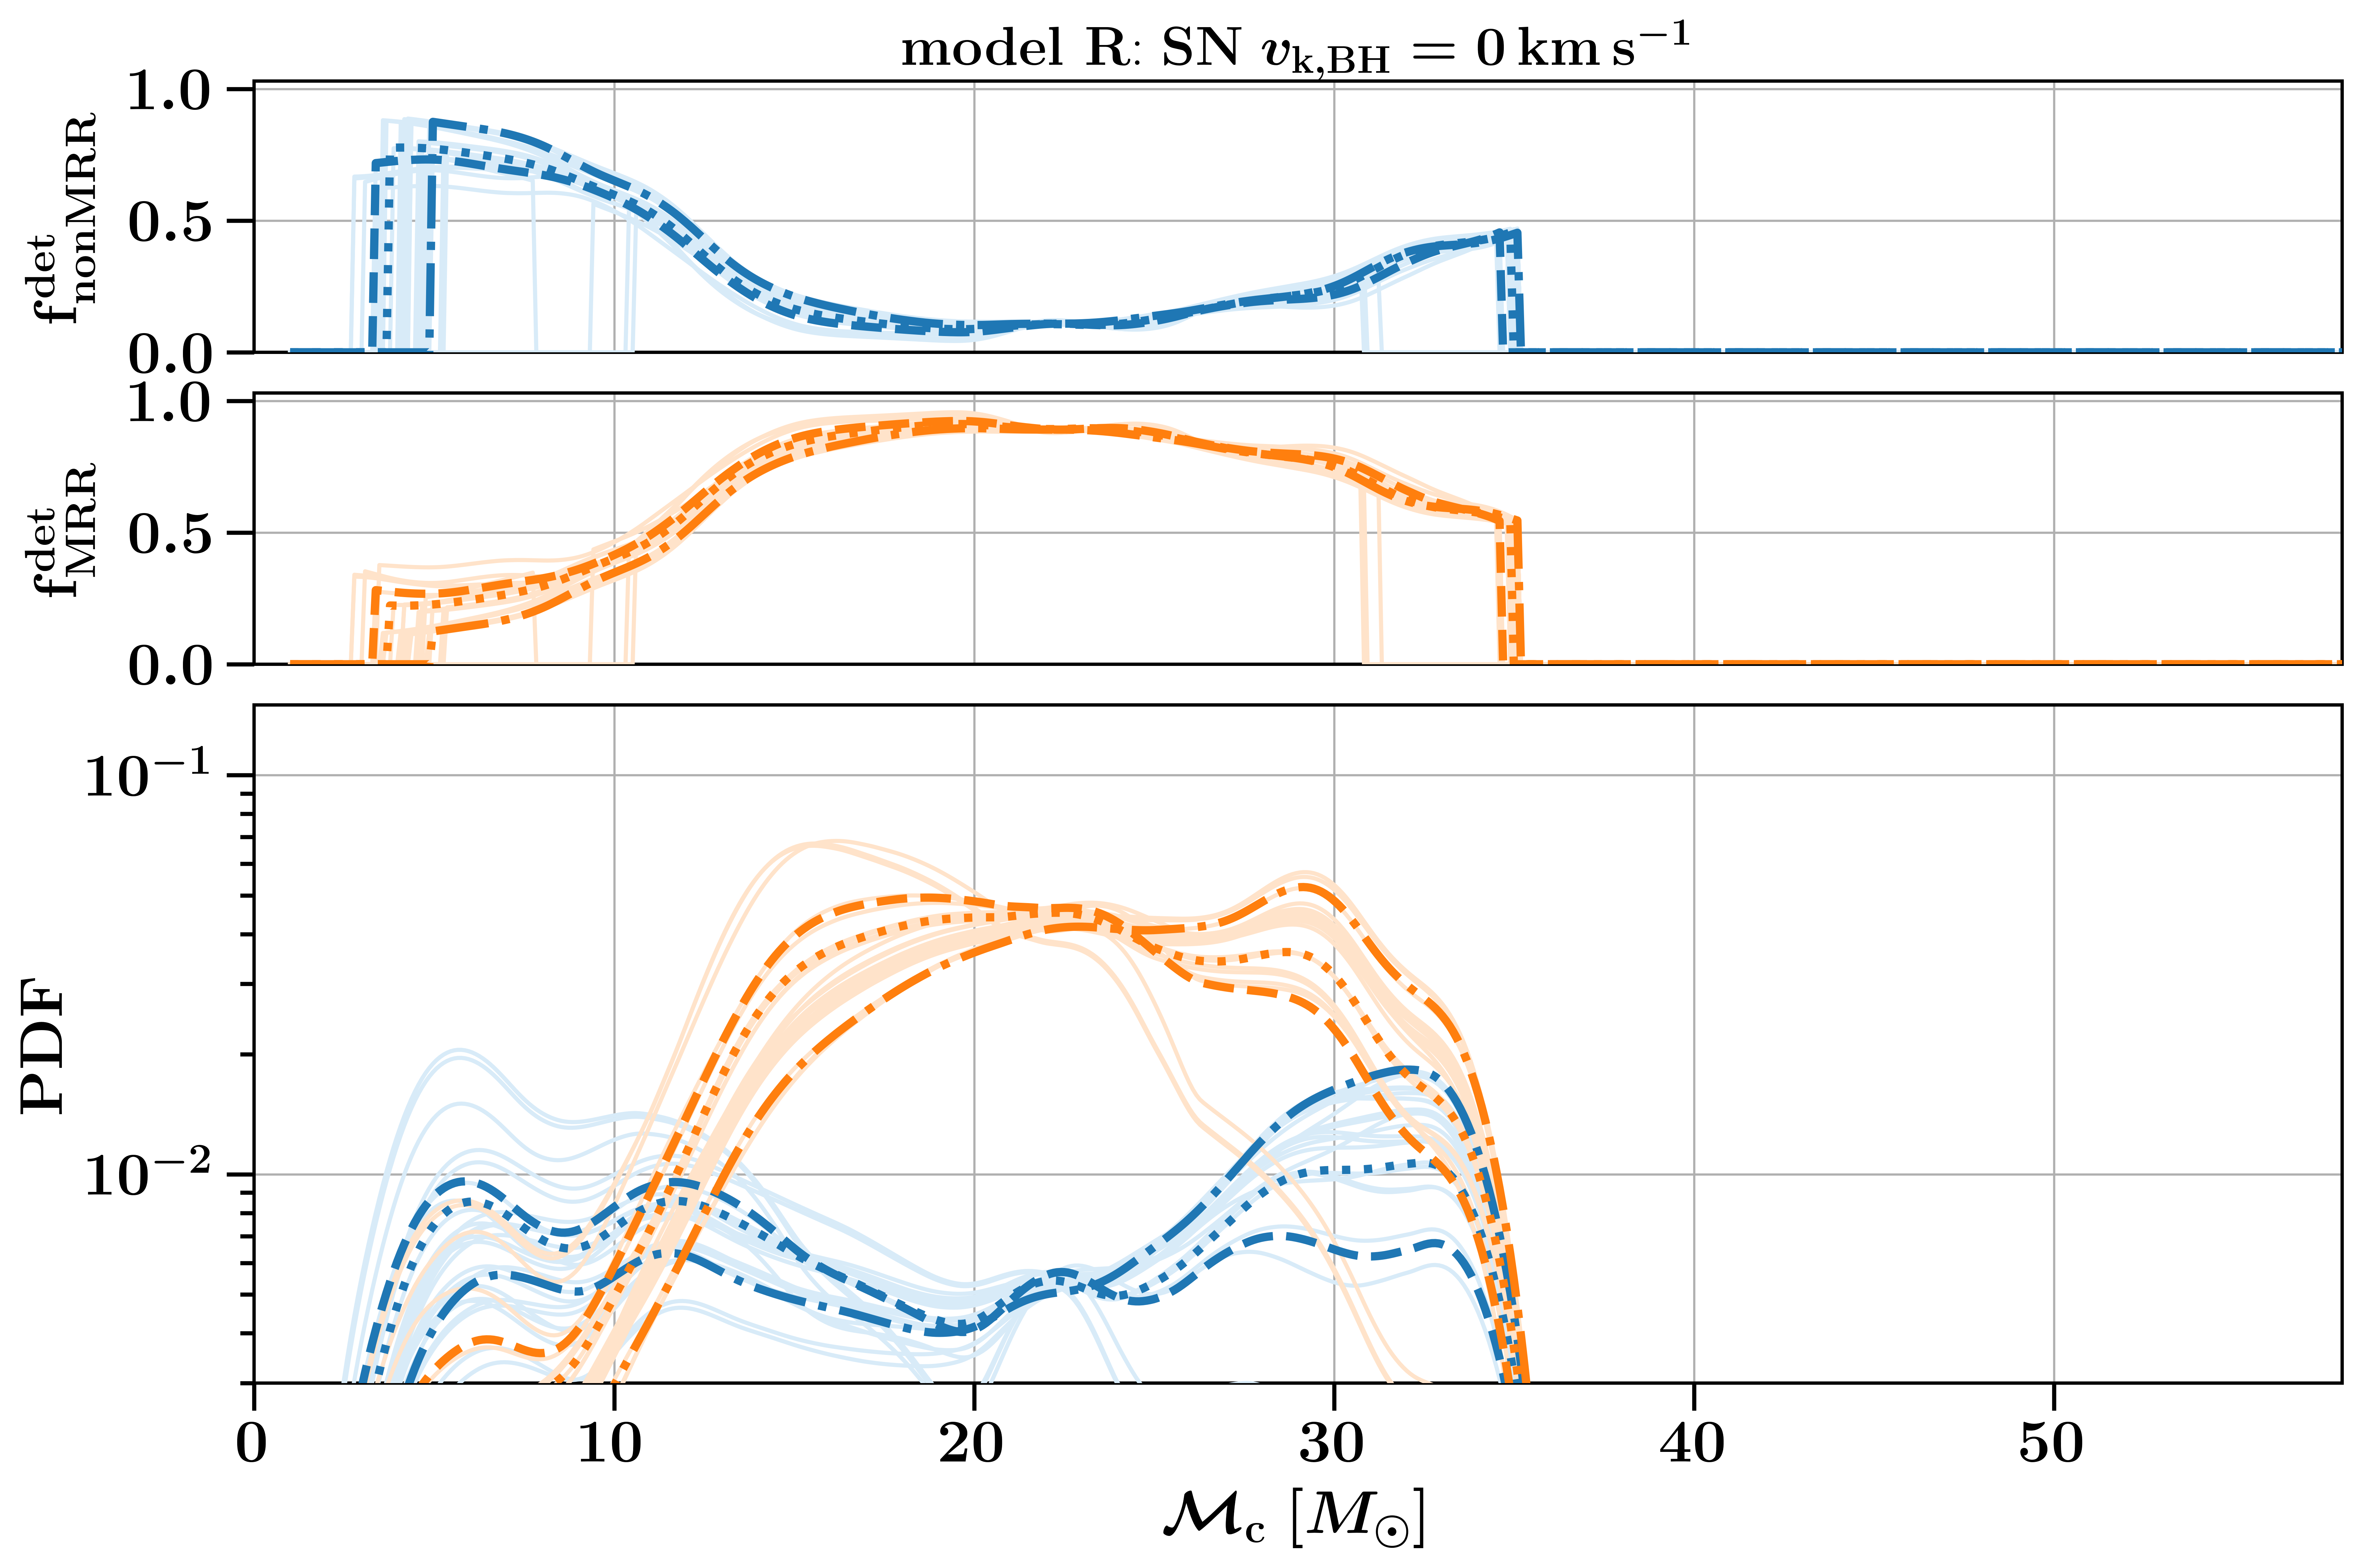 model R: SN v_k,BH = 0 km s⁻¹
1.0
0.5
0.0
f^det_nonMRR
1.0
0.5
0.0
f^det_MRR
10⁻¹
10⁻²
PDF
0 10 20 30 40 50
ℳ_c [M_⊙]